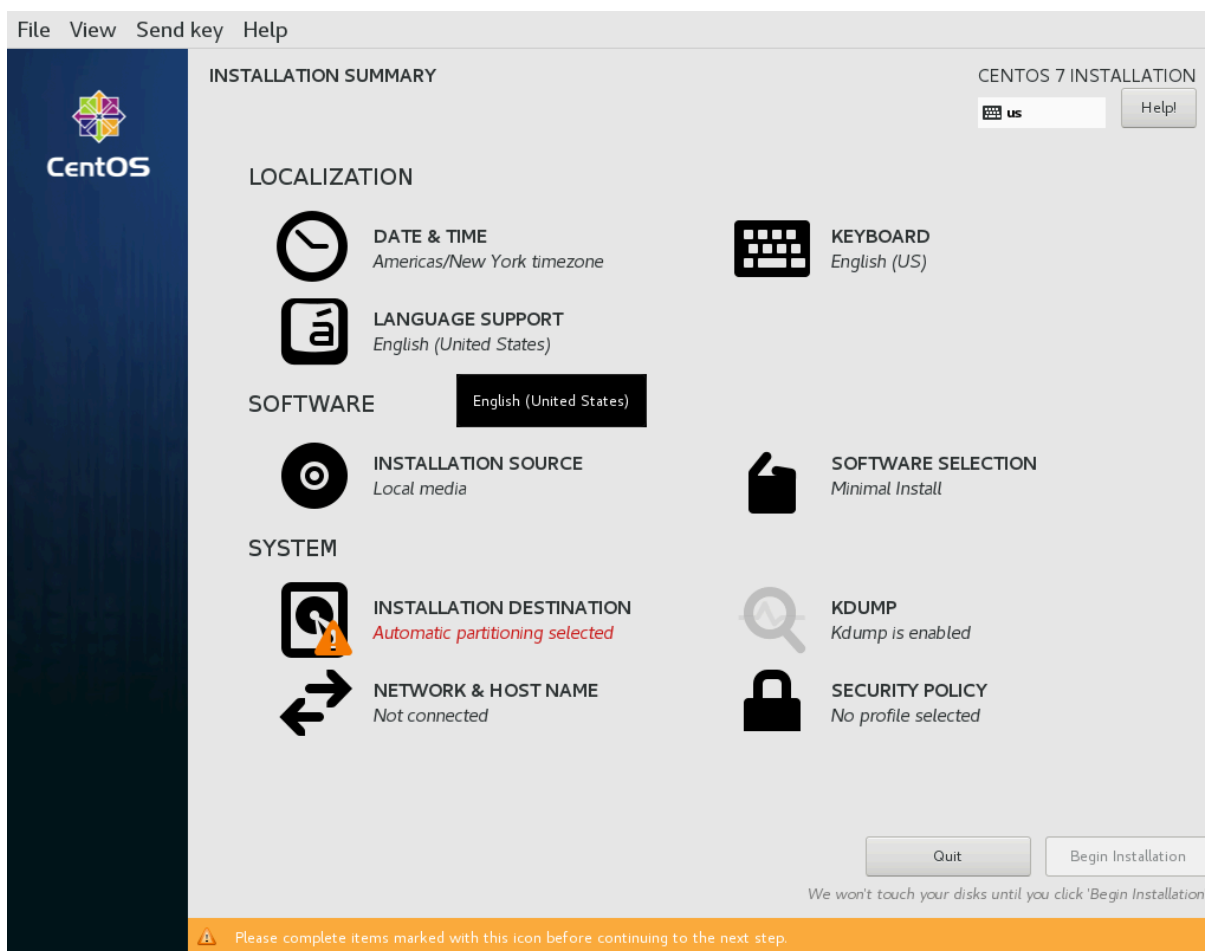 File View Send key Help
INSTALLATION SUMMARY
CENTOS 7 INSTALLATION
us
Help!
CentOS
LOCALIZATION
DATE & TIME
Americas/New York timezone
KEYBOARD
English (US)
á
LANGUAGE SUPPORT
English (United States)
SOFTWARE
English (United States)
INSTALLATION SOURCE
Local media
SOFTWARE SELECTION
Minimal Install
SYSTEM
INSTALLATION DESTINATION
Automatic partitioning selected
KDUMP
Kdump is enabled
NETWORK & HOST NAME
Not connected
SECURITY POLICY
No profile selected
Quit
Begin Installation
We won't touch your disks until you click 'Begin Installation
Please complete items marked with this icon before continuing to the next step.